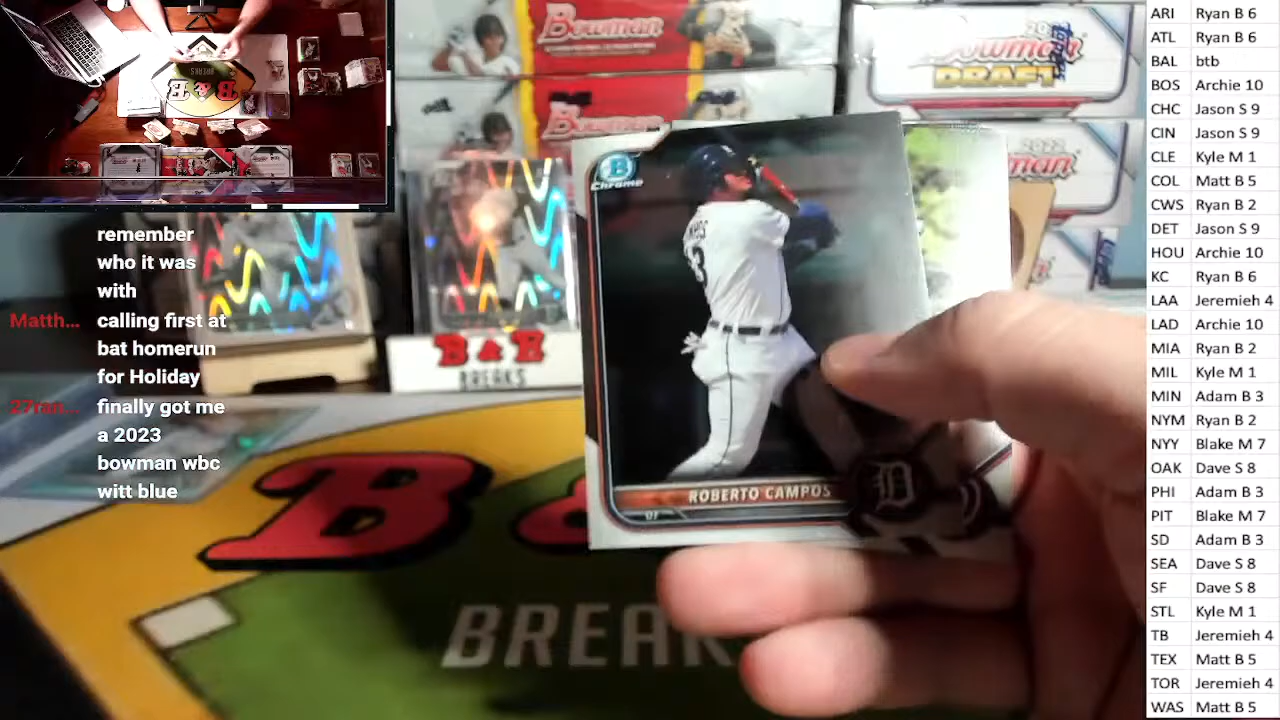 remember
who it was
with
Matth... calling first at
bat homerun
for Holiday
27ran... finally got me
a 2023
bowman wbc
witt blue
Bowman
Bowman
DRAFT
2022
B
Chrome
ROBERTO CAMPOS
OF
D
B & E
BREAKS
B &
BREAK
ARI Ryan B 6
ATL Ryan B 6
BAL btb
BOS Archie 10
CHC Jason S 9
CIN Jason S 9
CLE Kyle M 1
COL Matt B 5
CWS Ryan B 2
DET Jason S 9
HOU Archie 10
KC Ryan B 6
LAA Jeremieh 4
LAD Archie 10
MIA Ryan B 2
MIL Kyle M 1
MIN Adam B 3
NYM Ryan B 2
NYY Blake M 7
OAK Dave S 8
PHI Adam B 3
PIT Blake M 7
SD Adam B 3
SEA Dave S 8
SF Dave S 8
STL Kyle M 1
TB Jeremieh 4
TEX Matt B 5
TOR Jeremieh 4
WAS Matt B 5